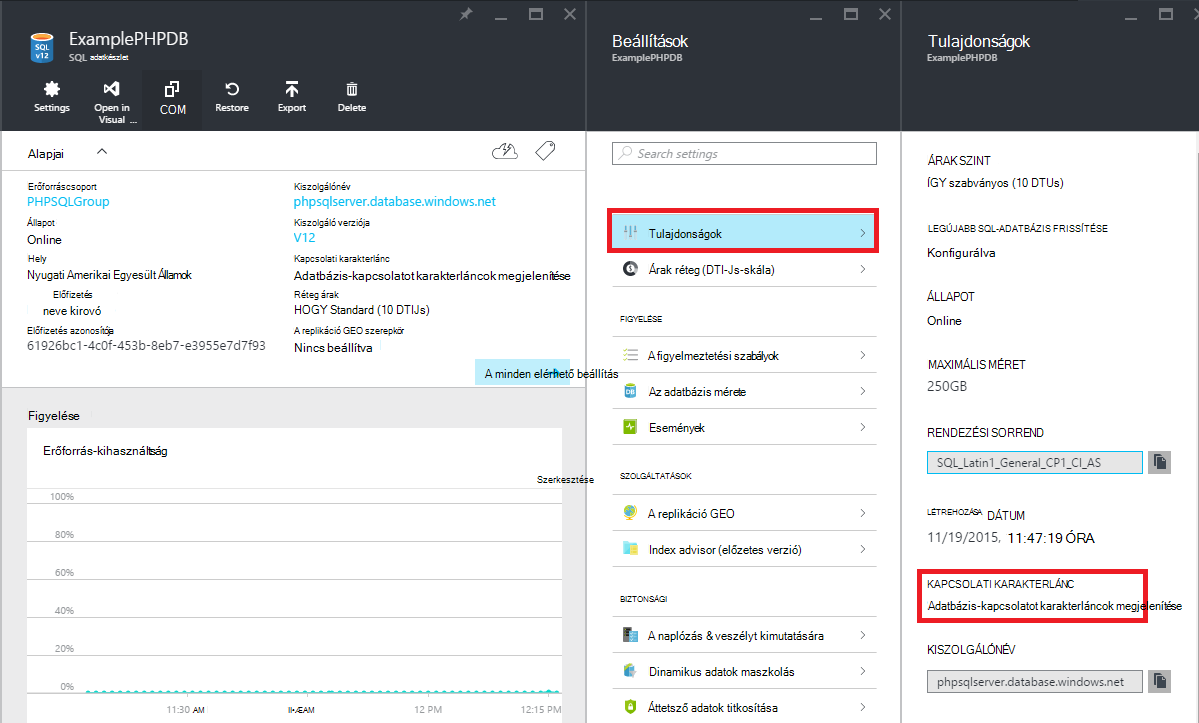 ExamplePHPDB
SQL adatkészlet
Settings
Open in Visual ...
COM
Restore
Export
Delete
Alapjai
Erőforráscsoport
PHPSQLGroup
Állapot
Online
Hely
Nyugati Amerikai Egyesült Államok
Előfizetés
neve kirovó
Előfizetés azonosítója
61926bc1-4c0f-453b-8eb7-e3955e7d7f93
Kiszolgálónév
phpsqlserver.database.windows.net
Kiszolgáló verziója
V12
Kapcsolati karakterlánc
Adatbázis-kapcsolatot karakterláncok megjelenítése
Réteg árak
HOGY Standard (10 DTIJs)
A replikáció GEO szerepkör
Nincs beállítva
A minden elérhető beállítás
Figyelése
Erőforrás-kihasználtság
Szerkesztése
100%
80%
60%
40%
20%
0%
11:30 AM
12 PM
12:15 PM
Beállítások
ExamplePHPDB
Search settings
Tulajdonságok
Árak réteg (DTI-Js-skála)
FIGYELÉSE
A figyelmeztetési szabályok
Az adatbázis mérete
Események
SZOLGÁLTATÁSOK
A replikáció GEO
Index advisor (előzetes verzió)
BIZTONSÁGI
A naplózás & veszélyt kimutatására
Dinamikus adatok maszkolás
Áttetsző adatok titkosítása
Tulajdonságok
ExamplePHPDB
ÁRAK SZINT
ÍGY szabványos (10 DTUs)
LEGÚJABB SQL-ADATBÁZIS FRISSÍTÉSE
Konfigurálva
ÁLLAPOT
Online
MAXIMÁLIS MÉRET
250GB
RENDEZÉSI SORREND
SQL_Latin1_General_CP1_CI_AS
LÉTREHOZÁSA DÁTUM
11/19/2015, 11:47:19 ÓRA
KAPCSOLATI KARAKTERLÁNC
Adatbázis-kapcsolatot karakterláncok megjelenítése
KISZOLGÁLÓNÉV
phpsqlserver.database.windows.net